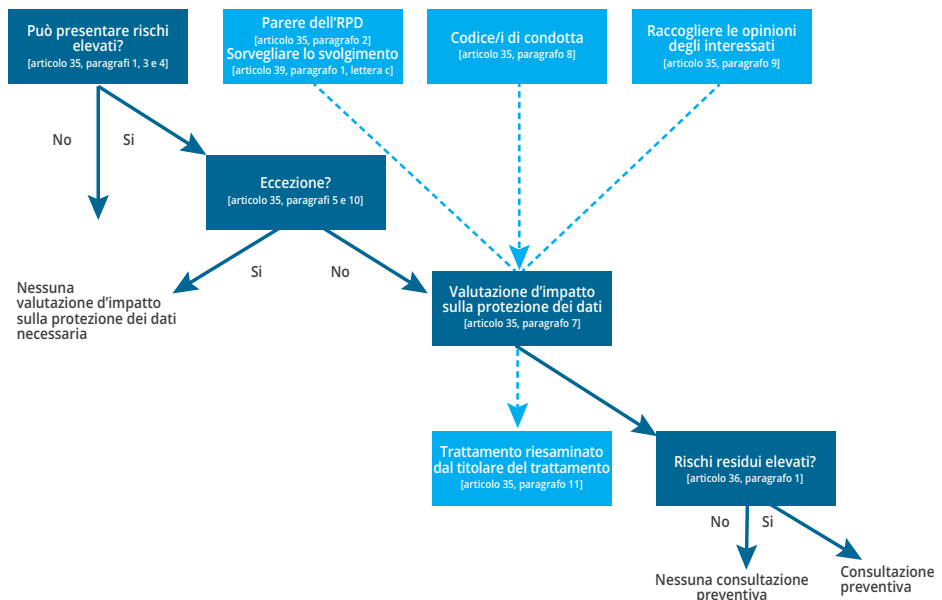 Può presentare rischi
elevati?
[articolo 35, paragrafi 1, 3 e 4]
Parere dell'RPD
[articolo 35, paragrafo 2]
Sorvegliare lo svolgimento
[articolo 39, paragrafo 1, lettera c]
Codice/i di condotta
[articolo 35, paragrafo 8]
Raccogliere le opinioni
degli interessati
[articolo 35, paragrafo 9]
No
Si
Eccezione?
[articolo 35, paragrafi 5 e 10]
Si
No
Nessuna
valutazione d'impatto
sulla protezione dei dati
necessaria
Valutazione d'impatto
sulla protezione dei dati
[articolo 35, paragrafo 7]
Trattamento riesaminato
dal titolare del trattamento
[articolo 35, paragrafo 11]
Rischi residui elevati?
[articolo 36, paragrafo 1]
No
Si
Nessuna consultazione
preventiva
Consultazione
preventiva